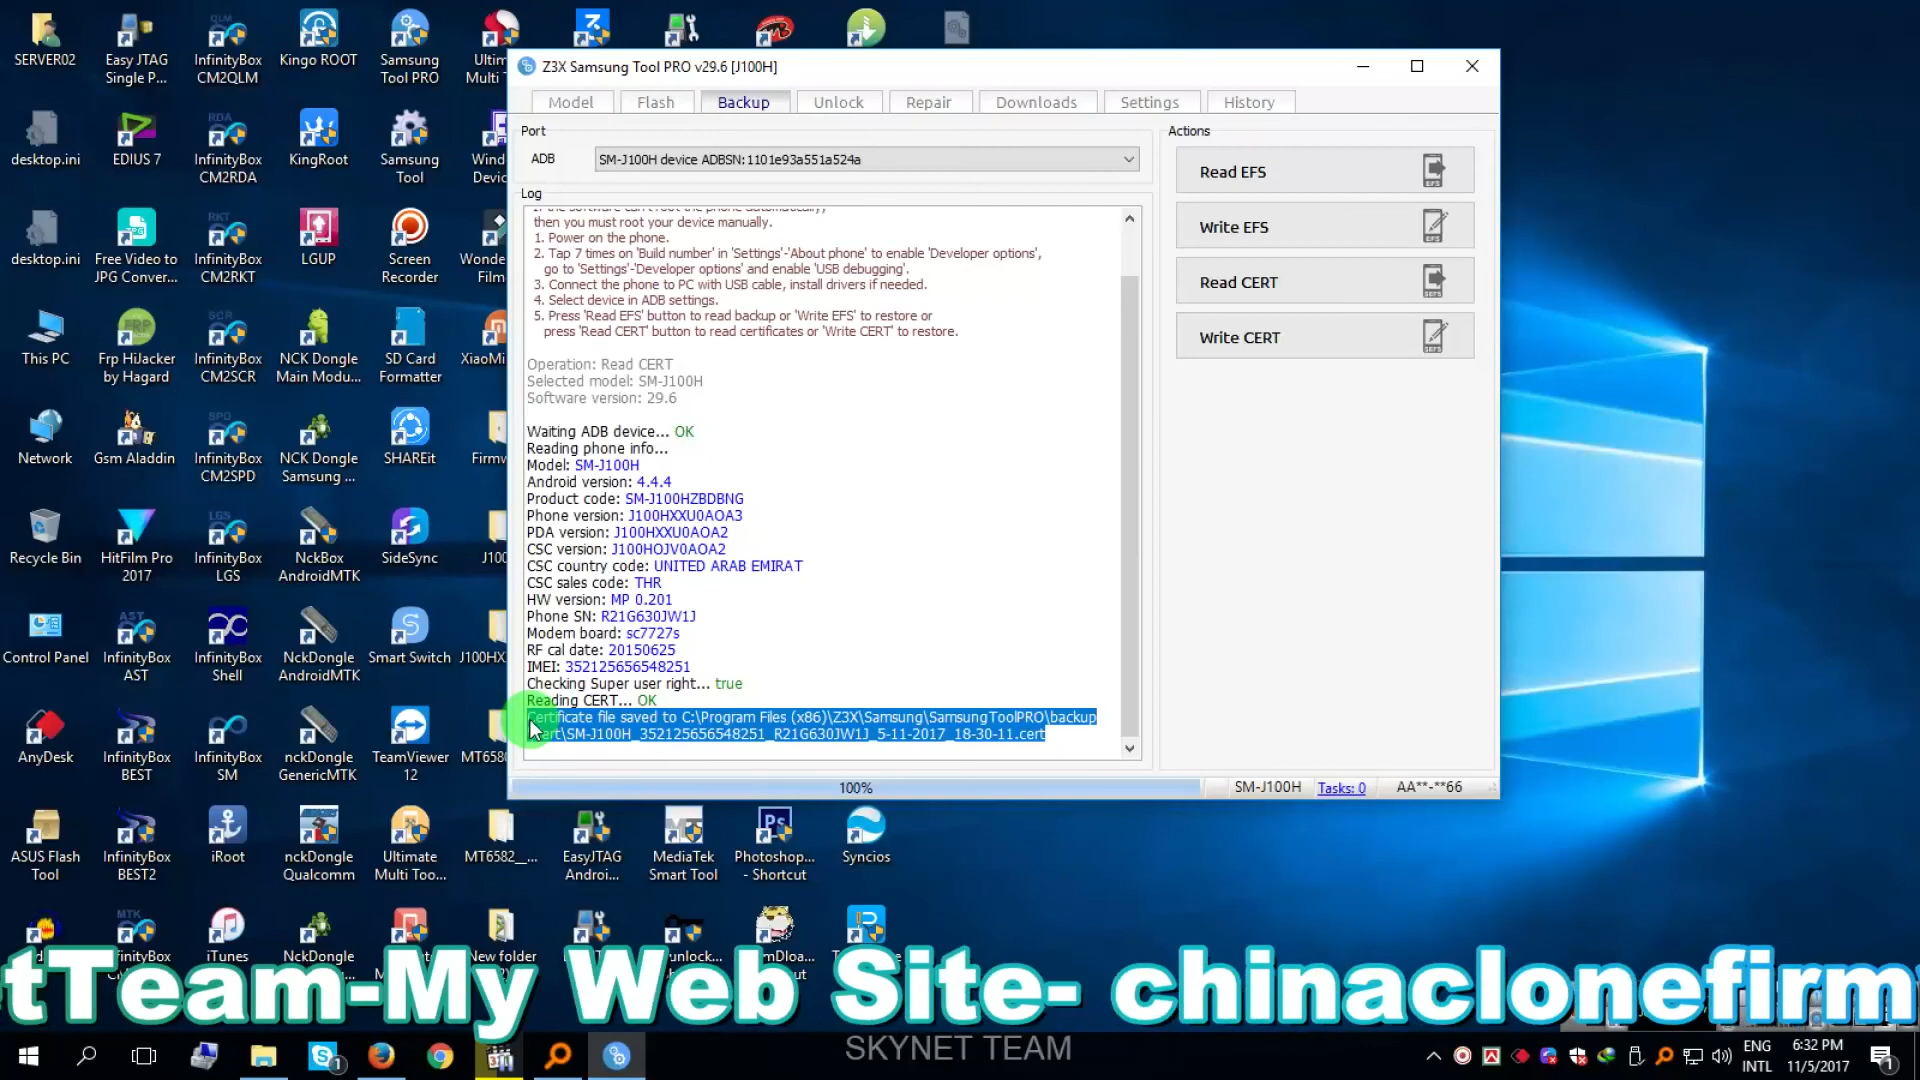 Z3X Samsung Tool PRO v29.6 [J100H]
Model
Flash
Backup
Unlock
Repair
Downloads
Settings
History
Port
ADB
SM-J100H device ADBSN:1101e93a551a524a
Log
then you must root your device manually.
1. Power on the phone.
2. Tap 7 times on 'Build number' in 'Settings'-'About phone' to enable 'Developer options',
go to 'Settings'-'Developer options' and enable 'USB debugging'.
3. Connect the phone to PC with USB cable, install drivers if needed.
4. Select device in ADB settings.
5. Press 'Read EFS' button to read backup or 'Write EFS' to restore or
press 'Read CERT' button to read certificates or 'Write CERT' to restore.
Operation: Read CERT
Selected model: SM-J100H
Software version: 29.6
Waiting ADB device... OK
Reading phone info...
Model: SM-J100H
Android version: 4.4.4
Product code: SM-J100HZBDBNG
Phone version: J100HXXU0AOA3
PDA version: J100HXXU0AOA2
CSC version: J100HOJV0AOA2
CSC country code: UNITED ARAB EMIRAT
CSC sales code: THR
HW version: MP 0.201
Phone SN: R21G630JW1J
Modem board: sc7727s
RF cal date: 20150625
IMEI: 352125656548251
Checking Super user right... true
Reading CERT... OK
Certificate file saved to C:\Program Files (x86)\Z3X\Samsung\SamsungToolPRO\backup
\SM-J100H_352125656548251_R21G630JW1J_5-11-2017_18-30-11.cert
Actions
Read EFS
Write EFS
Read CERT
Write CERT
100%
SM-J100H
Tasks: 0
AA**-**66
SERVER02
Easy JTAG
Single P...
InfinityBox
CM2QLM
Kingo ROOT
Samsung
Tool PRO
Ultim
Multi T
desktop.ini
EDIUS 7
InfinityBox
CM2RDA
KingRoot
Samsung
Tool
Wind
Devic
desktop.ini
Free Video to
JPG Conver...
InfinityBox
CM2RKT
LGUP
Screen
Recorder
Wonde
Film
This PC
Frp HiJacker
by Hagard
InfinityBox
CM2SCR
NCK Dongle
Main Modu...
SD Card
Formatter
XiaoMi
Network
Gsm Aladdin
InfinityBox
CM2SPD
NCK Dongle
Samsung ...
SHAREit
Firmw
Recycle Bin
HitFilm Pro
2017
InfinityBox
LGS
NckBox
AndroidMTK
SideSync
J100
Control Panel
InfinityBox
AST
InfinityBox
Shell
NckDongle
AndroidMTK
Smart Switch
J100HX
AnyDesk
InfinityBox
BEST
InfinityBox
SM
nckDongle
GenericMTK
TeamViewer
12
MT658
ASUS Flash
Tool
InfinityBox
BEST2
iRoot
nckDongle
Qualcomm
Ultimate
Multi Too...
MT6582__...
EasyJTAG
Androi...
MediaTek
Smart Tool
Photoshop...
- Shortcut
Syncios
InfinityBox
iTunes
NckDongle
New folder
tTeam-My Web Site- chinaclonefirm
SKYNET TEAM
ENG
INTL
6:32 PM
11/5/2017